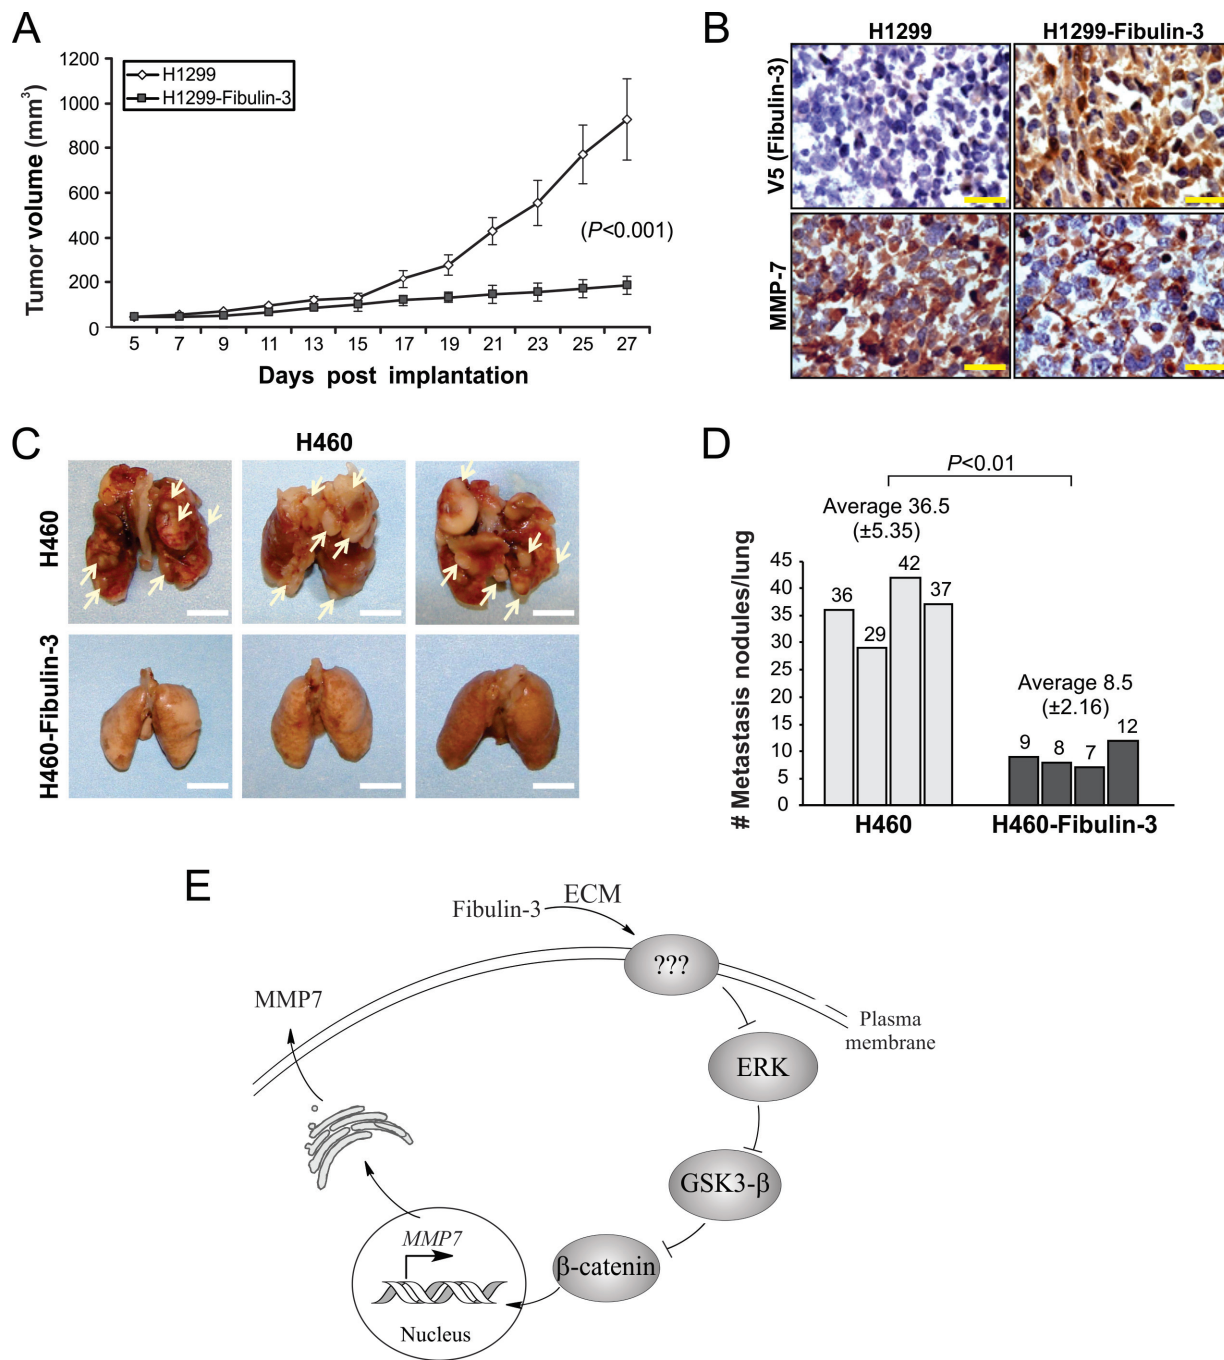 A
1200
1000
800
600
400
200
0
Tumor volume (mm³)
H1299
H1299-Fibulin-3
(P<0.001)
5 7 9 11 13 15 17 19 21 23 25 27
Days post implantation
B
H1299 H1299-Fibulin-3
V5 (Fibulin-3)
MMP-7
C
H460
H460
H460-Fibulin-3
D
P<0.01
Average 36.5
(±5.35)
# Metastasis nodules/lung
45
40
35
30
25
20
15
10
5
0
36 29 42 37
Average 8.5
(±2.16)
9 8 7 12
H460 H460-Fibulin-3
E
Fibulin-3 ECM
???
MMP7
Plasma
membrane
ERK
GSK3-β
β-catenin
MMP7
Nucleus